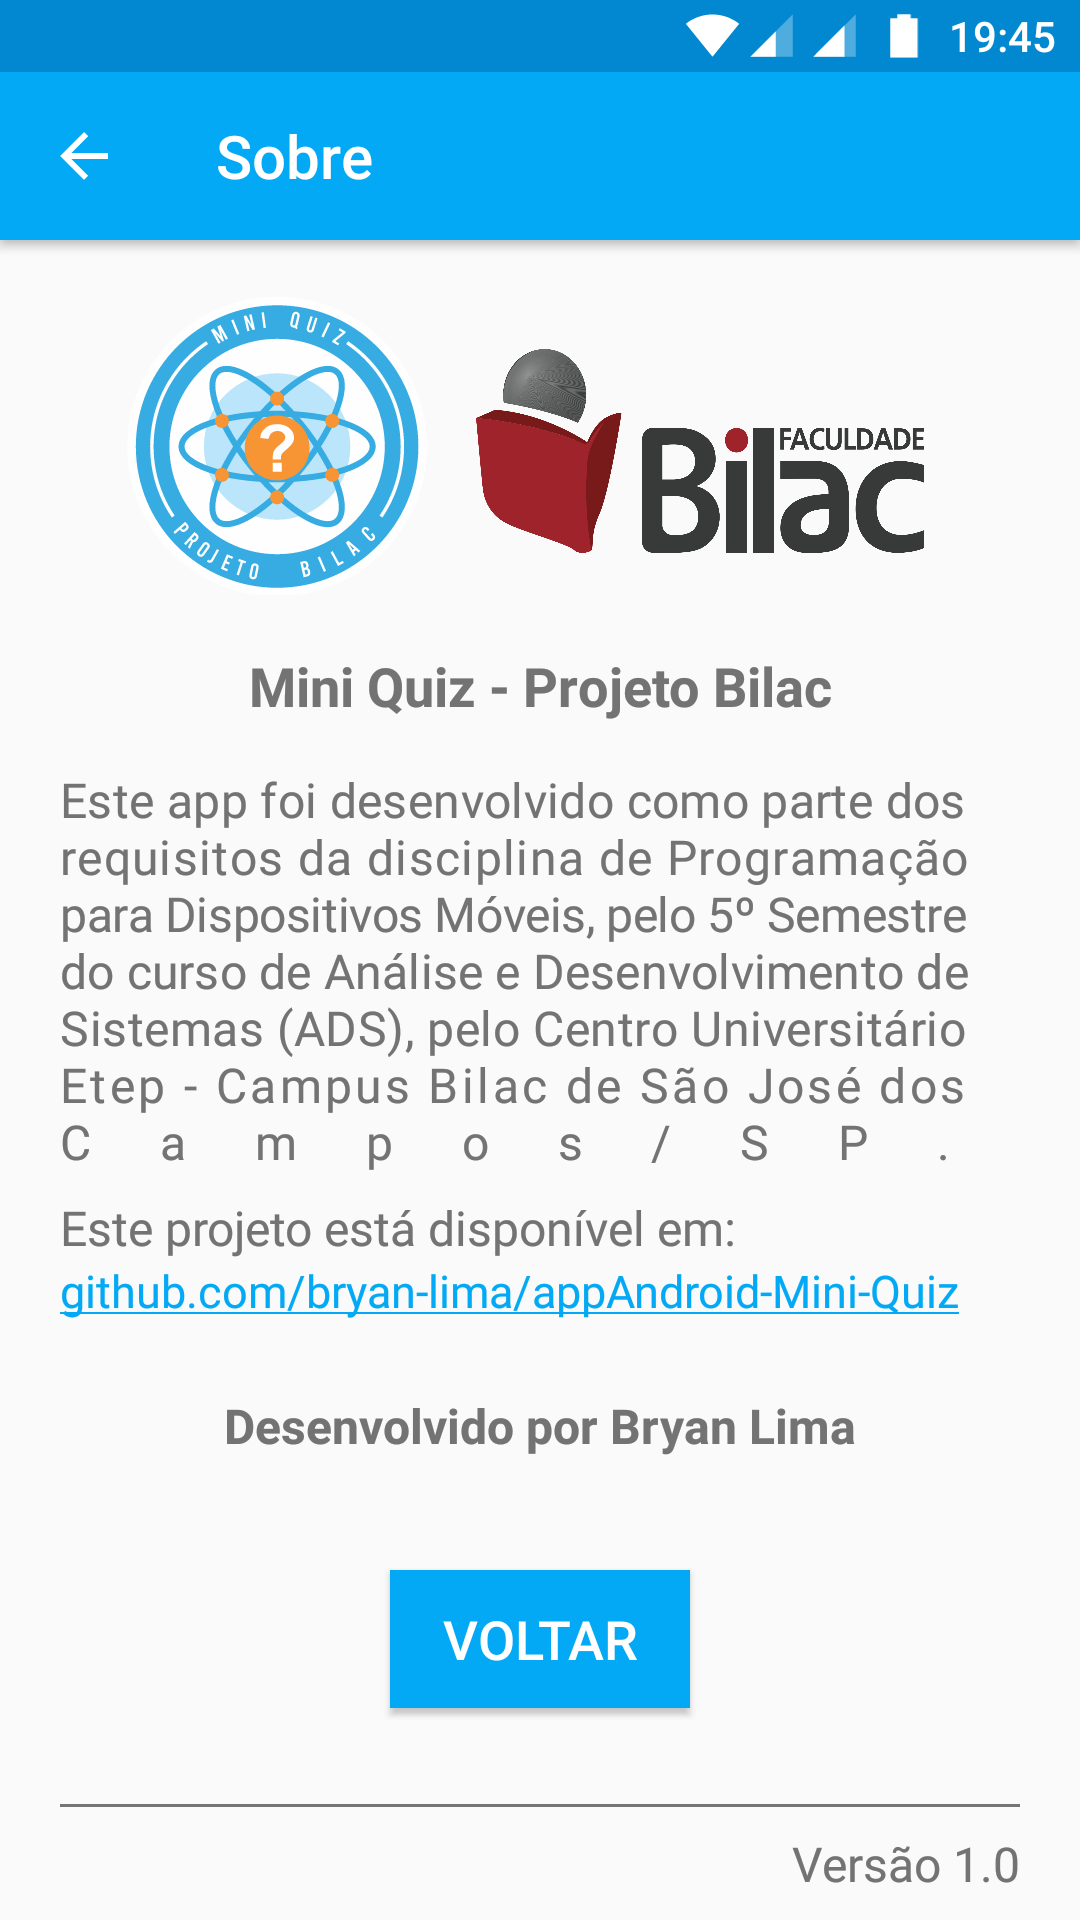 19:45
Sobre
MINI QUIZ
?
PROJETO BILAC
FACULDADE
Bilac
Mini Quiz - Projeto Bilac
Este app foi desenvolvido como parte dos
requisitos da disciplina de Programação
para Dispositivos Móveis, pelo 5º Semestre
do curso de Análise e Desenvolvimento de
Sistemas (ADS), pelo Centro Universitário
Etep - Campus Bilac de São José dos
Campos/SP.
Este projeto está disponível em:
github.com/bryan-lima/appAndroid-Mini-Quiz
Desenvolvido por Bryan Lima
VOLTAR
Versão 1.0